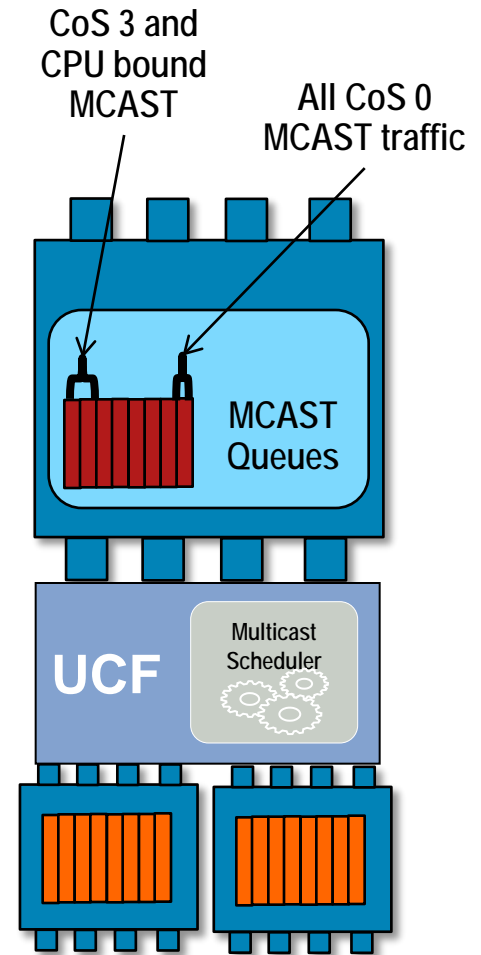 CoS 3 and
CPU bound
MCAST
All CoS 0
MCAST traffic
MCAST
Queues
UCF
Multicast
Scheduler